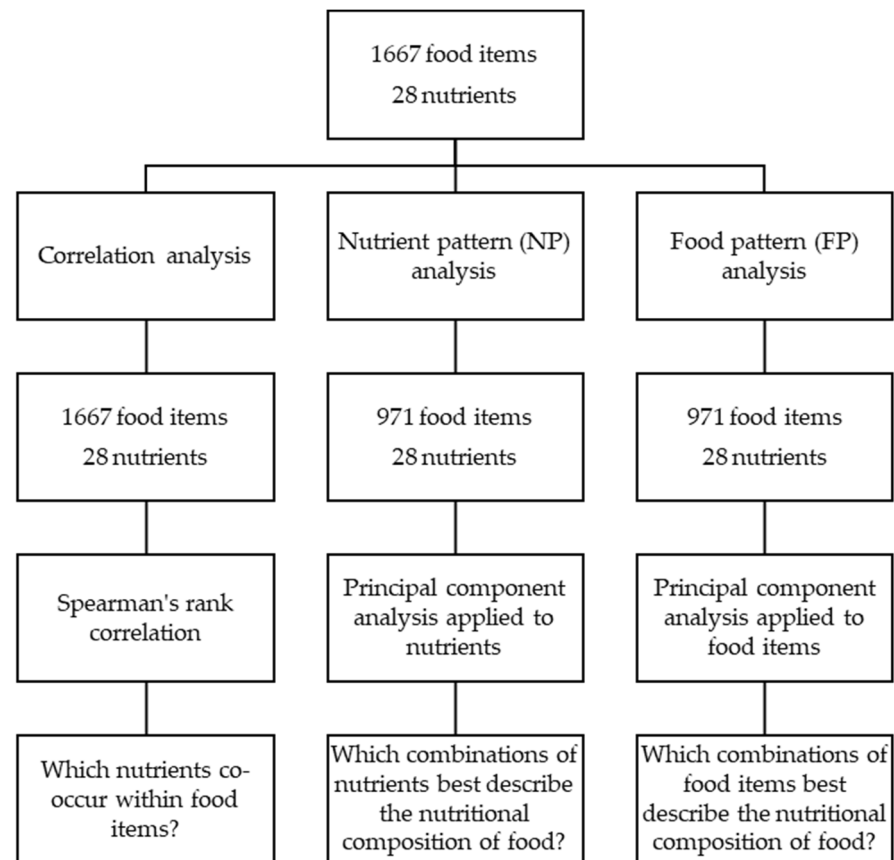 1667 food items
28 nutrients
Correlation analysis
Nutrient pattern (NP)
analysis
Food pattern (FP)
analysis
1667 food items
28 nutrients
971 food items
28 nutrients
971 food items
28 nutrients
Spearman's rank
correlation
Principal component
analysis applied to
nutrients
Principal component
analysis applied to
food items
Which nutrients co-
occur within food
items?
Which combinations of
nutrients best describe
the nutritional
composition of food?
Which combinations of
food items best
describe the nutritional
composition of food?